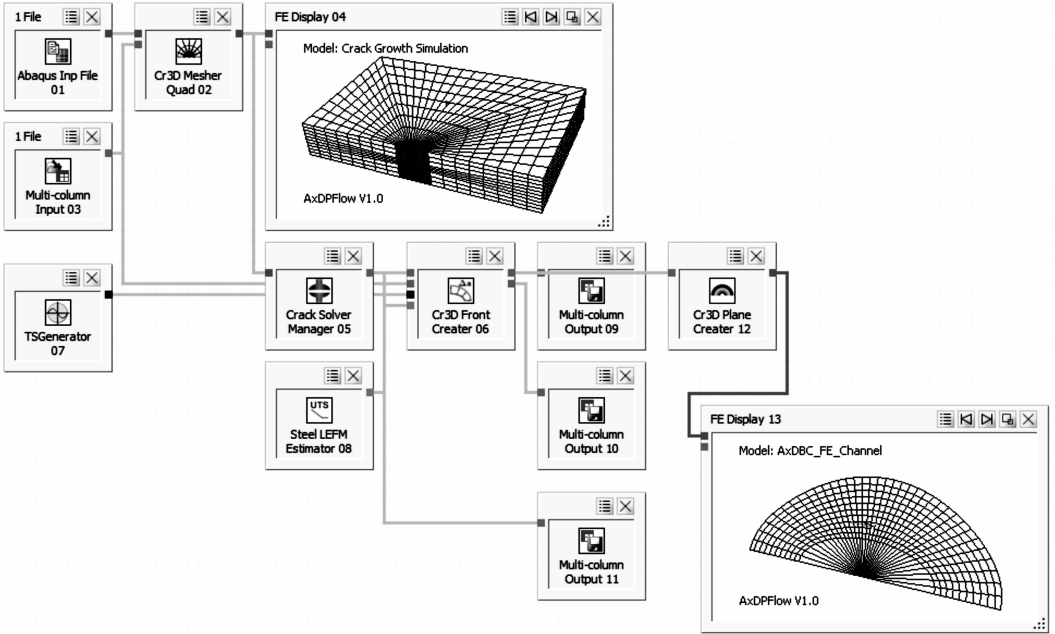 1 File
Abaqus Inp File
01
Cr3D Mesher
Quad 02
FE Display 04
Model: Crack Growth Simulation
AxDPFlow V1.0
1 File
Multi-column
Input 03
TSGenerator
07
Crack Solver
Manager 05
Cr3D Front
Creater 06
Multi-column
Output 09
Cr3D Plane
Creater 12
UTS
Steel LEFM
Estimator 08
Multi-column
Output 10
Multi-column
Output 11
FE Display 13
Model: AxDBC_FE_Channel
AxDPFlow V1.0